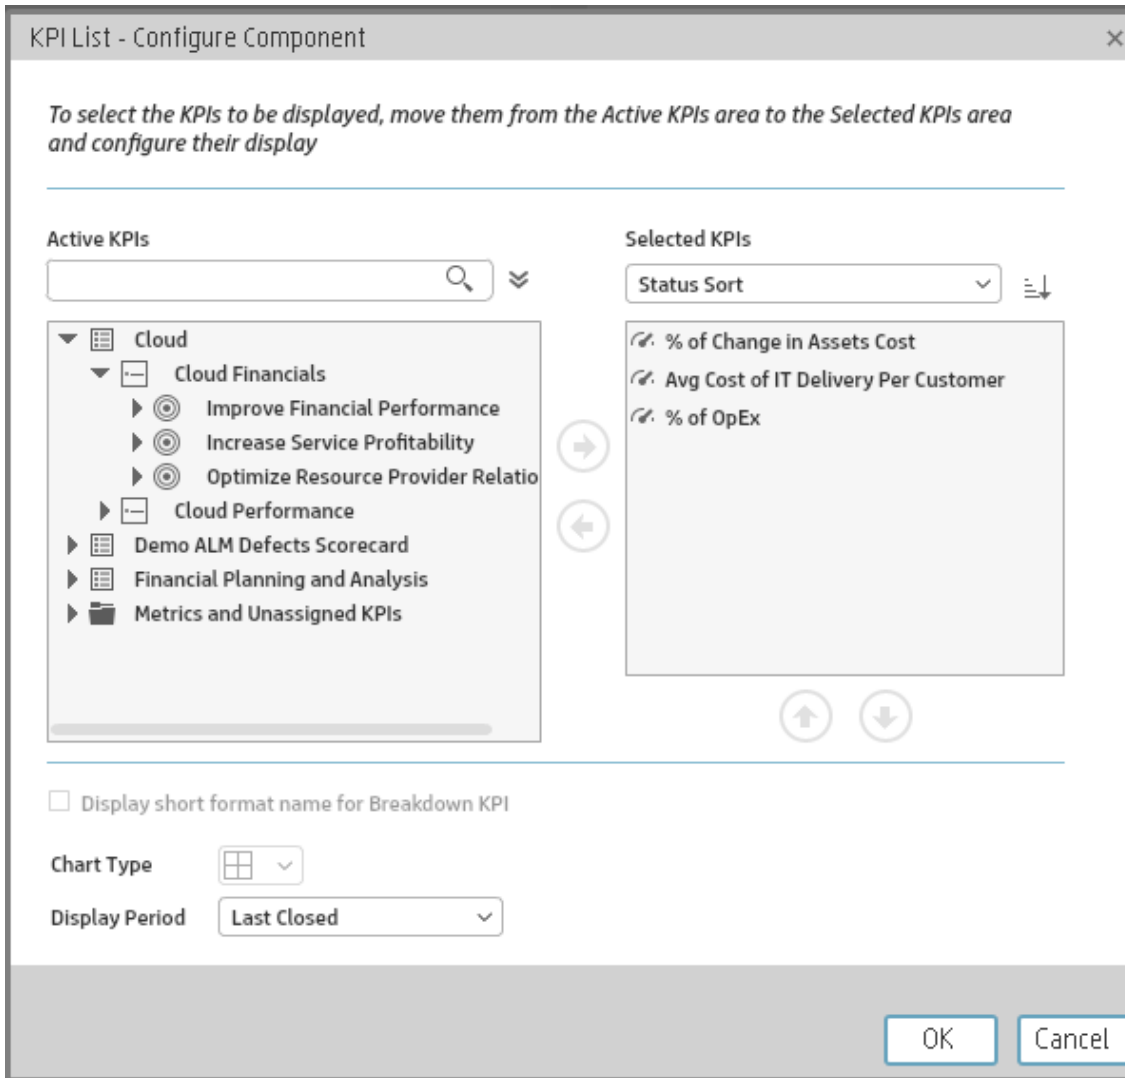 KPI List - Configure Component
To select the KPIs to be displayed, move them from the Active KPIs area to the Selected KPIs area
and configure their display
Active KPIs
Cloud
Cloud Financials
Improve Financial Performance
Increase Service Profitability
Optimize Resource Provider Relatio
Cloud Performance
Demo ALM Defects Scorecard
Financial Planning and Analysis
Metrics and Unassigned KPIs
Selected KPIs
Status Sort
% of Change in Assets Cost
Avg Cost of IT Delivery Per Customer
% of OpEx
Display short format name for Breakdown KPI
Chart Type
Display Period
Last Closed
OK
Cancel